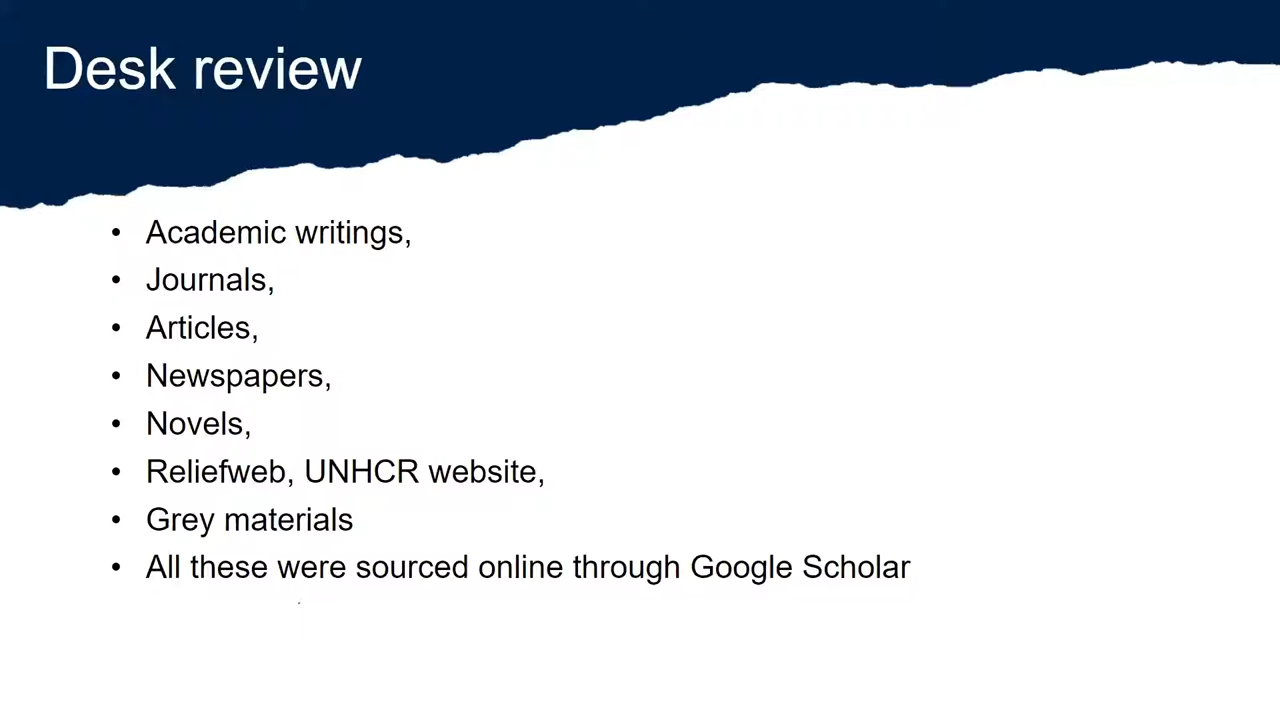 Desk review
• Academic writings,
• Journals,
• Articles,
• Newspapers,
• Novels,
• Reliefweb, UNHCR website,
• Grey materials
• All these were sourced online through Google Scholar